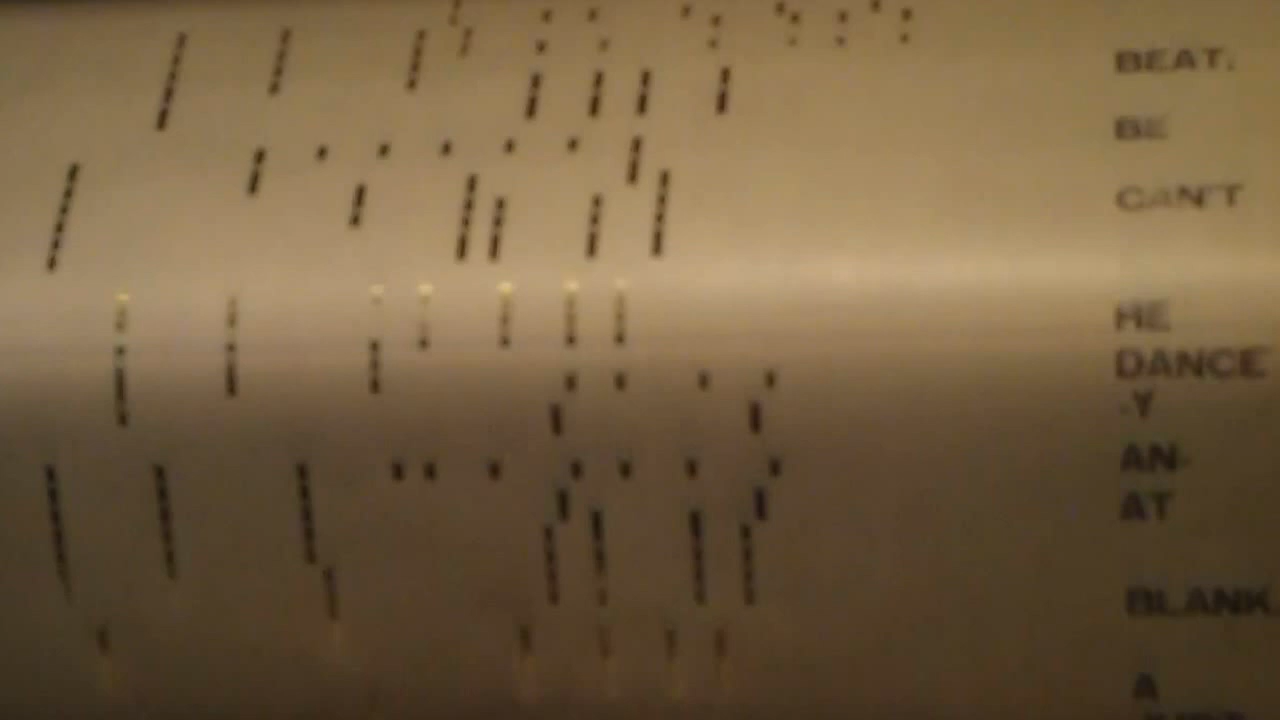 BEAT.
BE
CAN'T
HE
DANCE
-Y
AN-
AT
BLANK
A